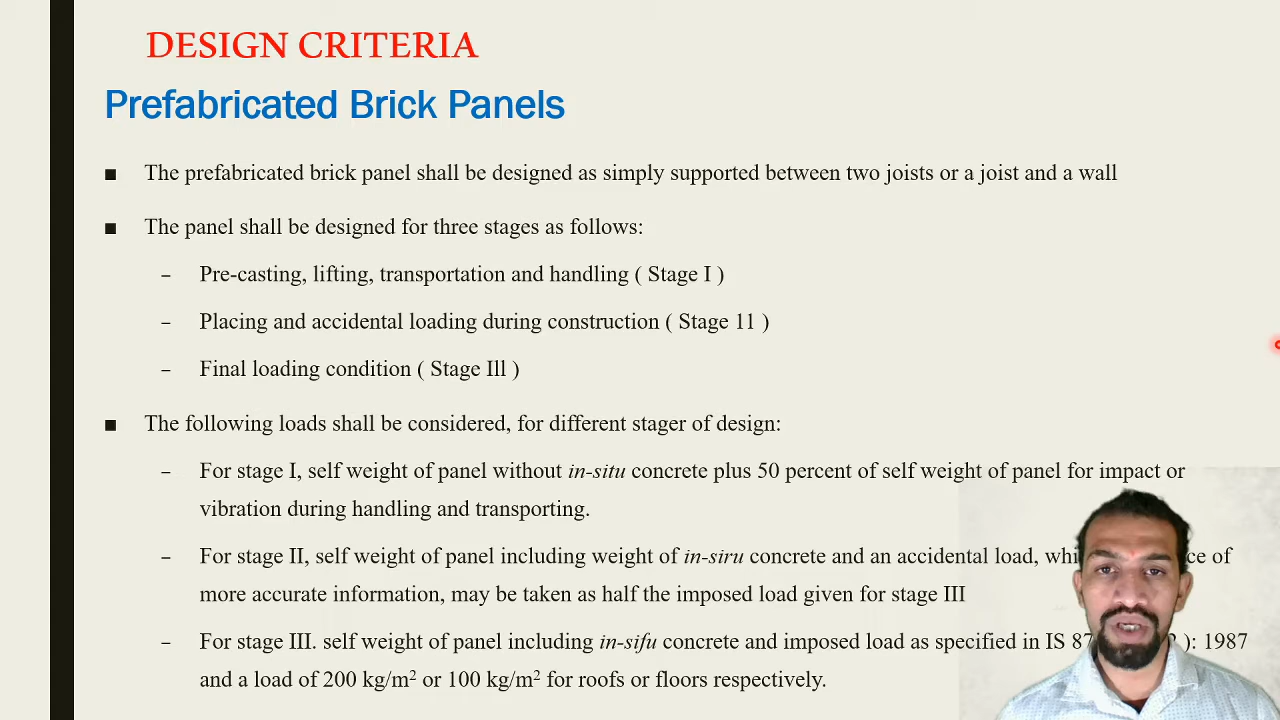 DESIGN CRITERIA
Prefabricated Brick Panels
■ The prefabricated brick panel shall be designed as simply supported between two joists or a joist and a wall
■ The panel shall be designed for three stages as follows:
– Pre-casting, lifting, transportation and handling ( Stage I )
– Placing and accidental loading during construction ( Stage 11 )
– Final loading condition ( Stage Ill )
■ The following loads shall be considered, for different stager of design:
– For stage I, self weight of panel without in-situ concrete plus 50 percent of self weight of panel for impact or
vibration during handling and transporting.
– For stage II, self weight of panel including weight of in-siru concrete and an accidental load, of
more accurate information, may be taken as half the imposed load given for stage III
– For stage III. self weight of panel including in-sifu concrete and imposed load as specified in IS ): 1987
and a load of 200 kg/m² or 100 kg/m² for roofs or floors respectively.